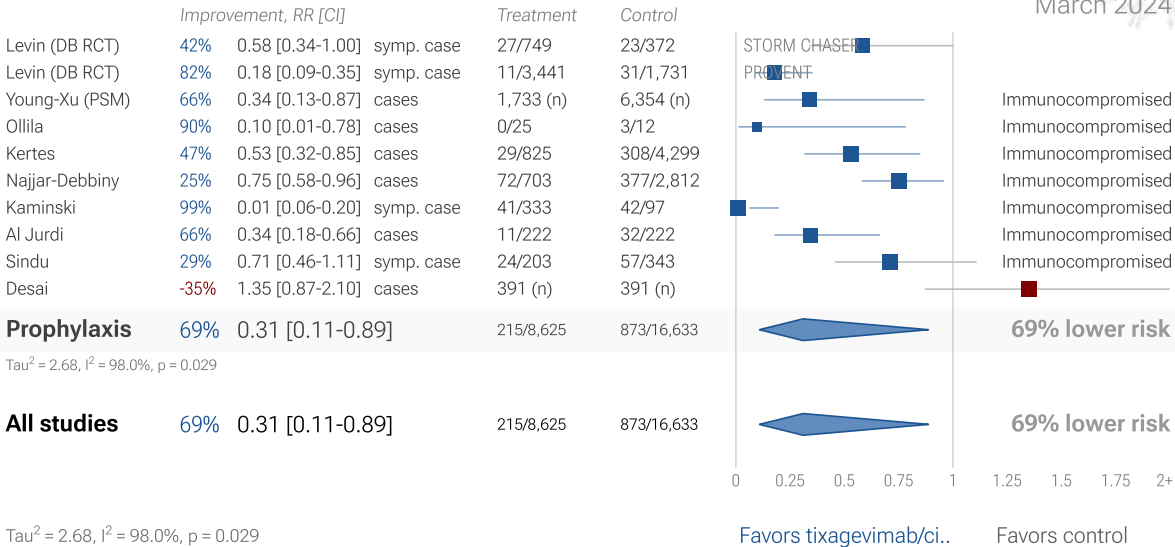 March 2024
Improvement, RR [CI] Treatment Control
Levin (DB RCT) 42% 0.58 [0.34-1.00] symp. case 27/749 23/372 STORM CHASER
Levin (DB RCT) 82% 0.18 [0.09-0.35] symp. case 11/3,441 31/1,731 PROVENT
Young-Xu (PSM) 66% 0.34 [0.13-0.87] cases 1,733 (n) 6,354 (n) Immunocompromised
Ollila 90% 0.10 [0.01-0.78] cases 0/25 3/12 Immunocompromised
Kertes 47% 0.53 [0.32-0.85] cases 29/825 308/4,299 Immunocompromised
Najjar-Debbiny 25% 0.75 [0.58-0.96] cases 72/703 377/2,812 Immunocompromised
Kaminski 99% 0.01 [0.06-0.20] symp. case 41/333 42/97 Immunocompromised
Al Jurdi 66% 0.34 [0.18-0.66] cases 11/222 32/222 Immunocompromised
Sindu 29% 0.71 [0.46-1.11] symp. case 24/203 57/343 Immunocompromised
Desai -35% 1.35 [0.87-2.10] cases 391 (n) 391 (n)
Prophylaxis 69% 0.31 [0.11-0.89] 215/8,625 873/16,633 69% lower risk
Tau² = 2.68, I² = 98.0%, p = 0.029
All studies 69% 0.31 [0.11-0.89] 215/8,625 873/16,633 69% lower risk
0 0.25 0.5 0.75 1 1.25 1.5 1.75 2+
Tau² = 2.68, I² = 98.0%, p = 0.029 Favors tixagevimab/ci.. Favors control